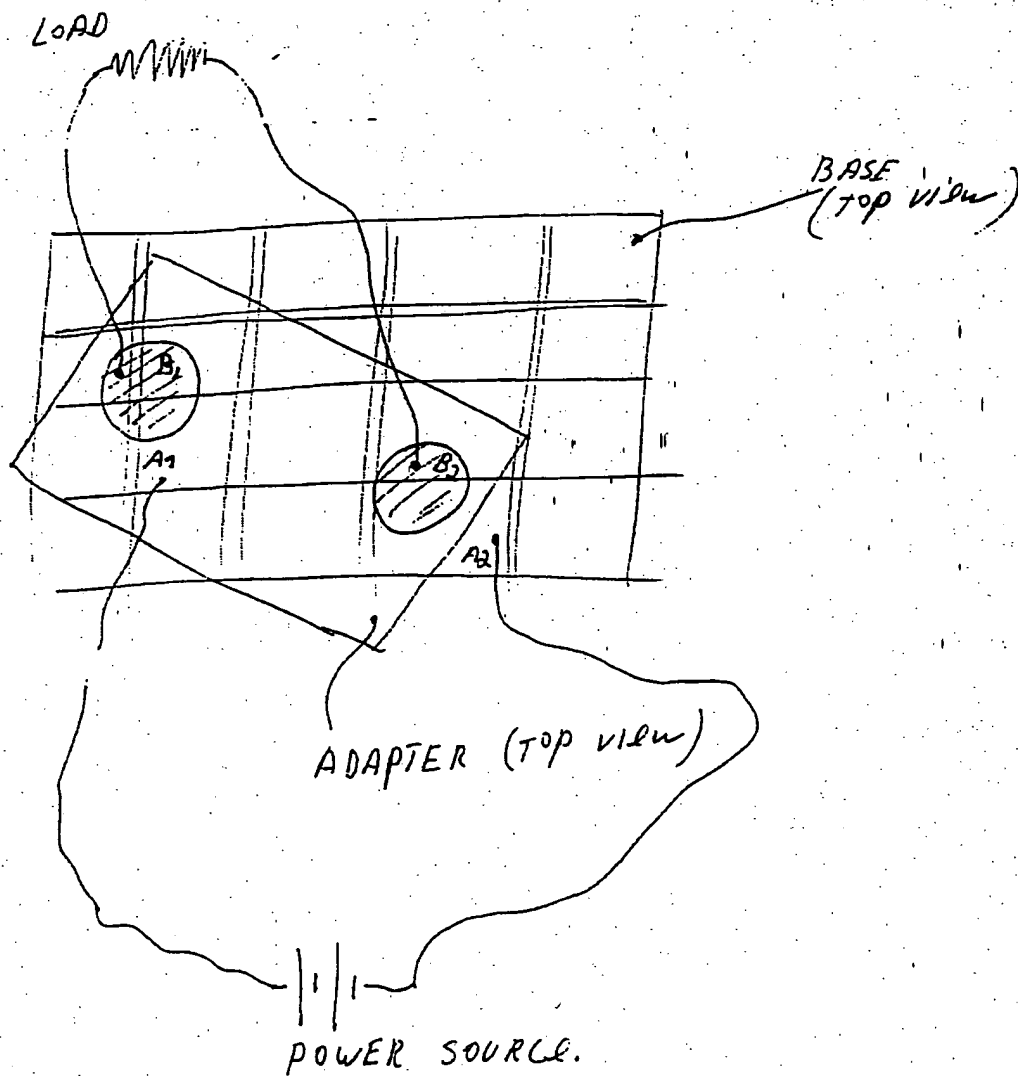 LOAD
BASE
(TOP view)
B1
A1
B2
A2
ADAPTER (TOP view)
POWER SOURCE.